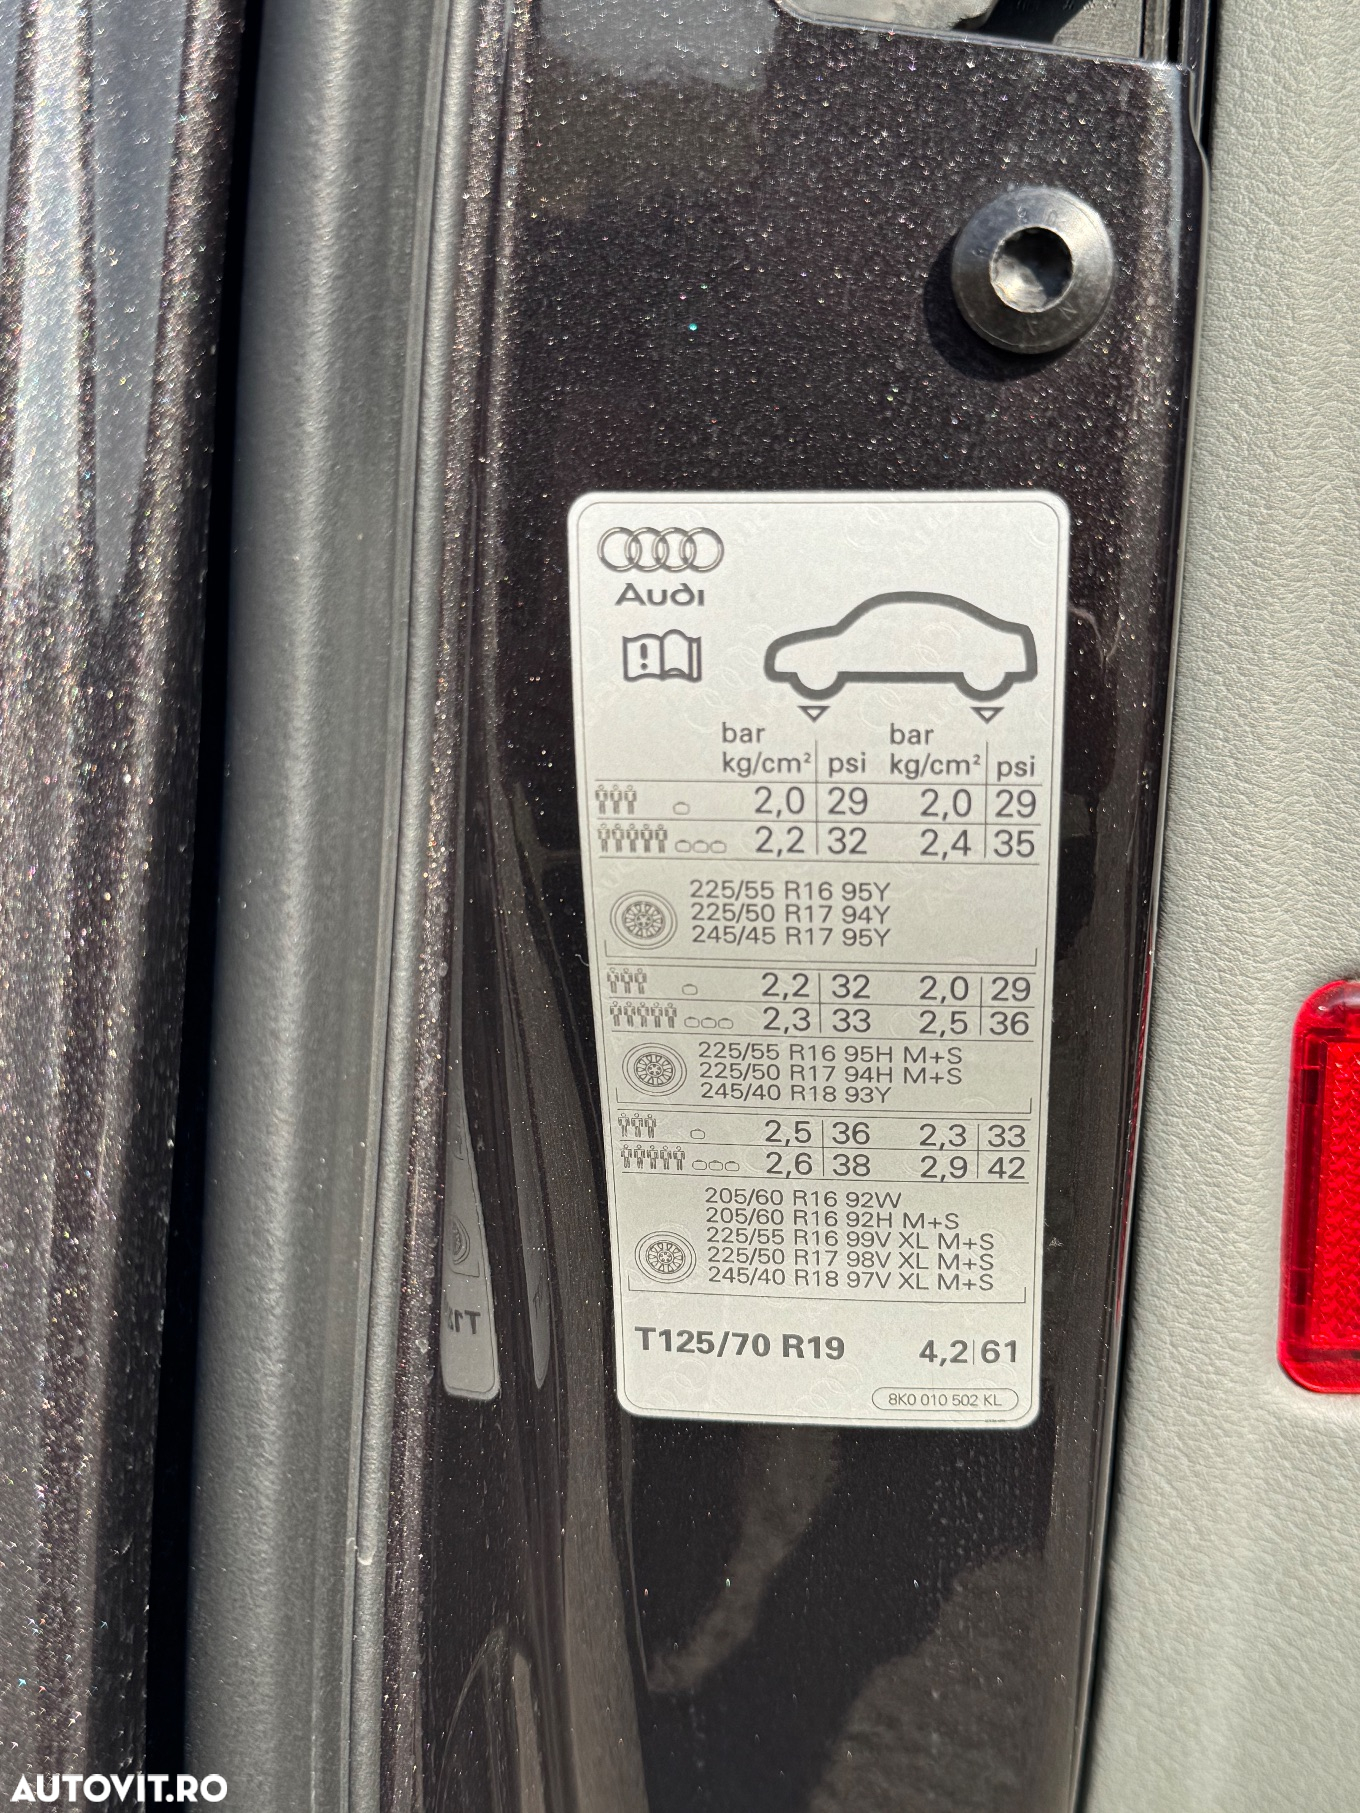 Audi
bar bar
kg/cm² psi kg/cm² psi
2,0 29 2,0 29
2,2 32 2,4 35
225/55 R16 95Y
225/50 R17 94Y
245/45 R17 95Y
2,2 32 2,0 29
2,3 33 2,5 36
225/55 R16 95H M+S
225/50 R17 94H M+S
245/40 R18 93Y
2,5 36 2,3 33
2,6 38 2,9 42
205/60 R16 92W
205/60 R16 92H M+S
225/55 R16 99V XL M+S
225/50 R17 98V XL M+S
245/40 R18 97V XL M+S
T125/70 R19 4,2 61
8K0 010 502 KL
AUTOVIT.RO